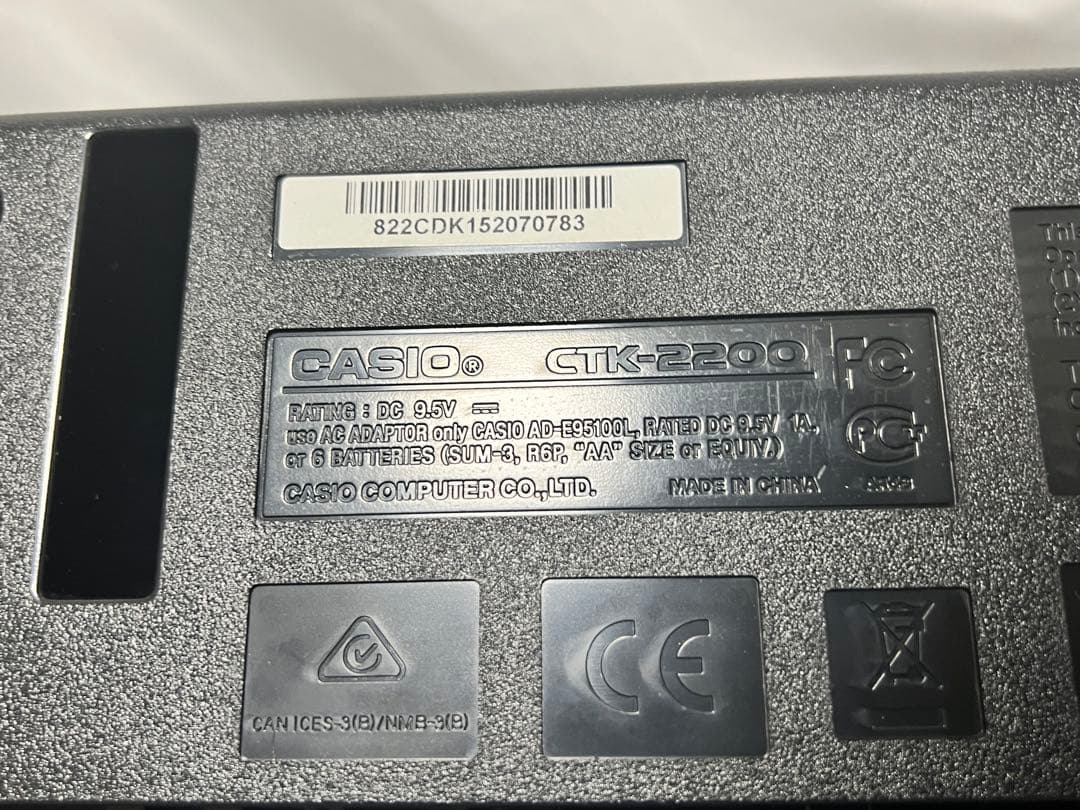 822CDK152070783
CASIO® CTK-2200
RATING : DC 9.5V
use AC ADAPTOR only CASIO AD-E95100L, RATED DC 9.5V 1A.,
or 6 BATTERIES (SUM-3, R6P, "AA" SIZE or EQUIV.)
CASIO COMPUTER CO.,LTD. MADE IN CHINA
FC
CE
CAN ICES-3(B)/NMB-3(B)